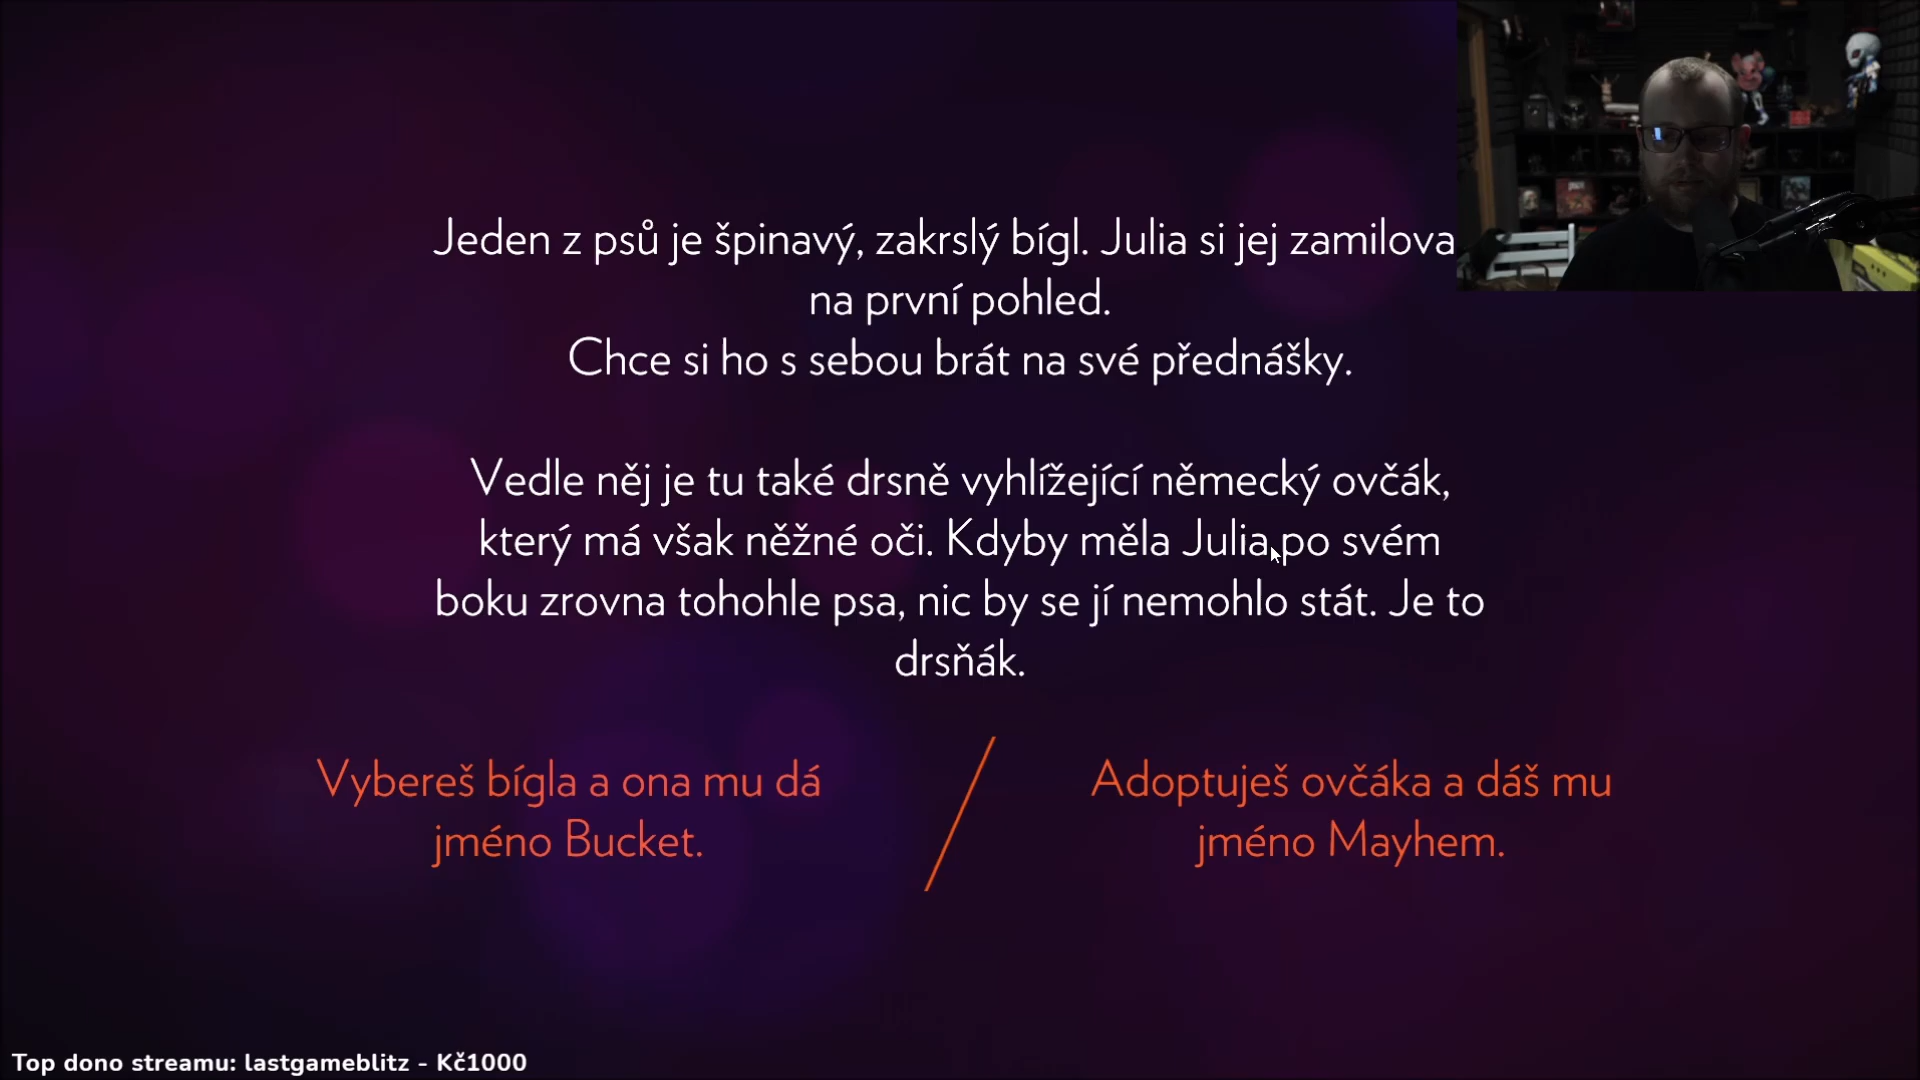 Jeden z psů je špinavý, zakrslý bígl. Julia si jej zamilova
na první pohled.
Chce si ho s sebou brát na své přednášky.
Vedle něj je tu také drsně vyhlížející německý ovčák,
který má však něžné oči. Kdyby měla Julia po svém
boku zrovna tohohle psa, nic by se jí nemohlo stát. Je to
drsňák.
Vybereš bígla a ona mu dá
jméno Bucket.
Adoptuješ ovčáka a dáš mu
jméno Mayhem.
Top dono streamu: lastgameblitz - Kč1000